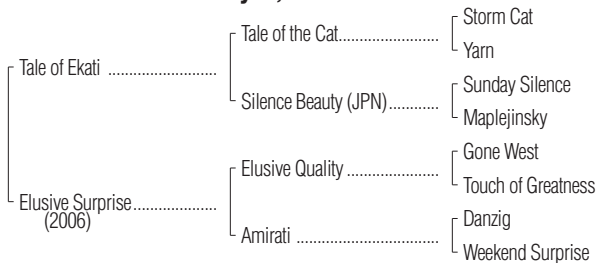 Storm Cat
Tale of the Cat....................
Yarn
Tale of Ekati ......................
Sunday Silence
Silence Beauty (JPN)..........
Maplejinsky
Gone West
Elusive Quality ...................
Touch of Greatness
Elusive Surprise.................
(2006)
Danzig
Amirati .............................
Weekend Surprise